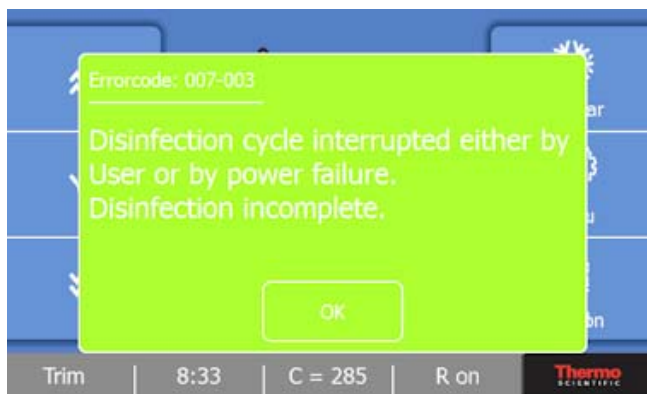 Errorcode: 007-003
Disinfection cycle interrupted either by
User or by power failure.
Disinfection incomplete.
OK
Trim | 8:33 | C = 285 | R on
Thermo
SCIENTIFIC